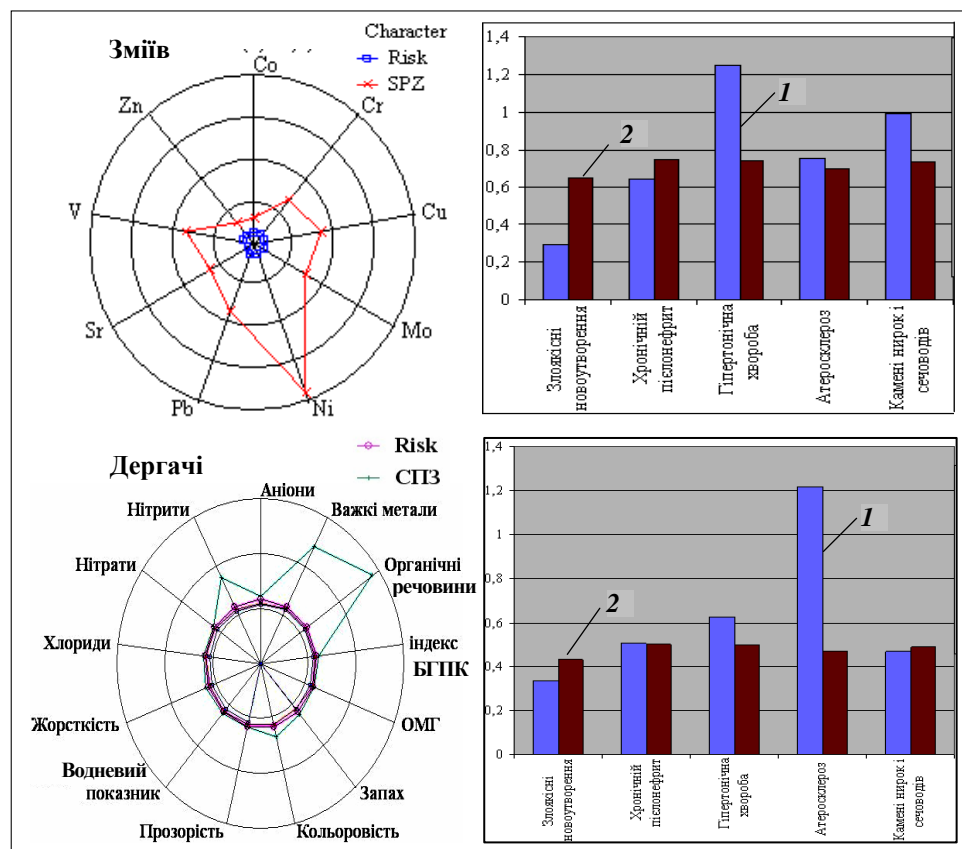 Зміїв
Character
Risk
SPZ
Co
Cr
Cu
Mo
Ni
Pb
Sr
V
Zn
1,4
1,2
1
0,8
0,6
0,4
0,2
0
1
2
Злоякісні
новоутворення
Хронічній
пієлонефрит
Гіпертонічна
хвороба
Атеросклероз
Камені нирок і
сечоводів
Дергачі
Risk
СПЗ
Аніони
Важкі метали
Органічні
речовини
індекс
БГПК
ОМГ
Запах
Кольоровість
Прозорість
Водневий
показник
Жорсткість
Хлориди
Нітрати
Нітрити
1,4
1,2
1
0,8
0,6
0,4
0,2
0
1
2
Злоякісні
новоутворення
Хронічній
пієлонефрит
Гіпертонічна
хвороба
Атеросклероз
Камені нирок і
сечоводів